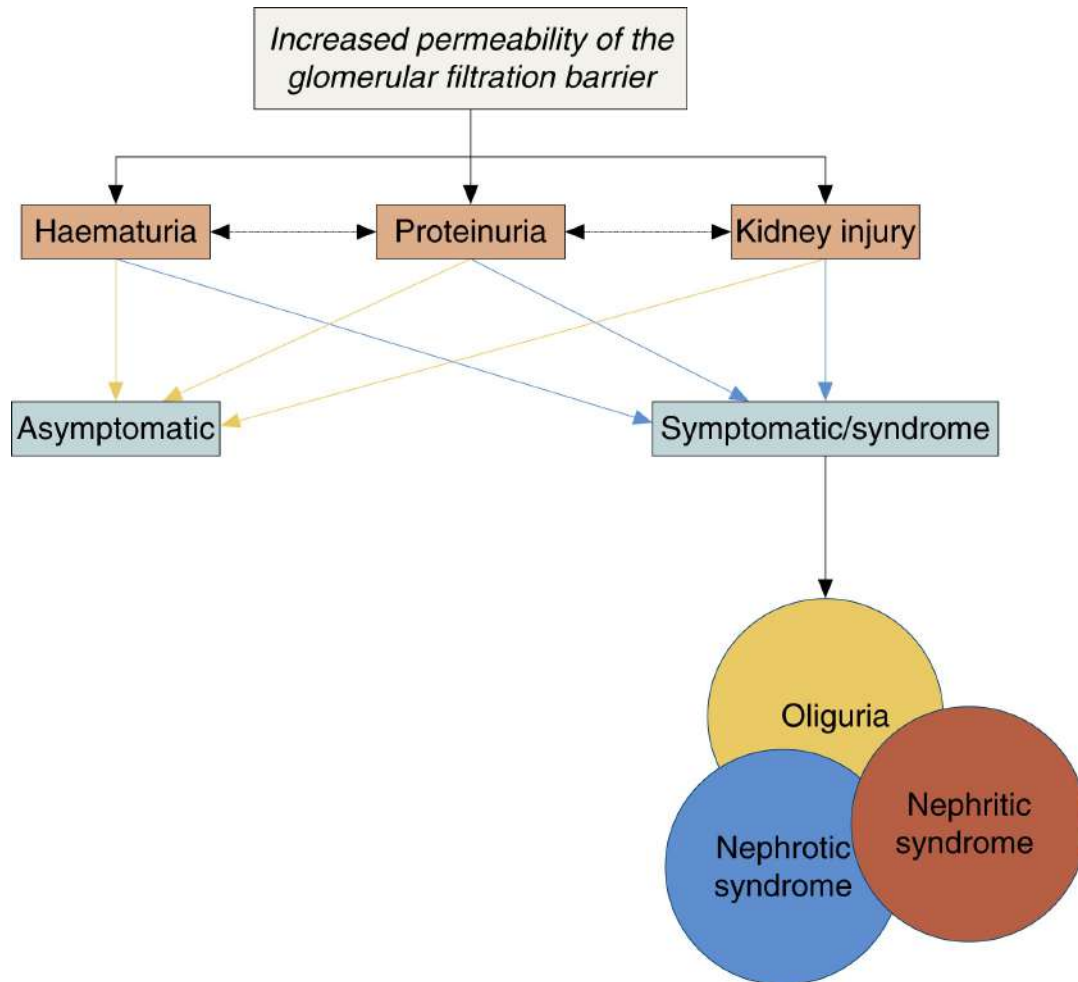 Increased permeability of the
glomerular filtration barrier
Haematuria
Proteinuria
Kidney injury
Asymptomatic
Symptomatic/syndrome
Oliguria
Nephritic
syndrome
Nephrotic
syndrome